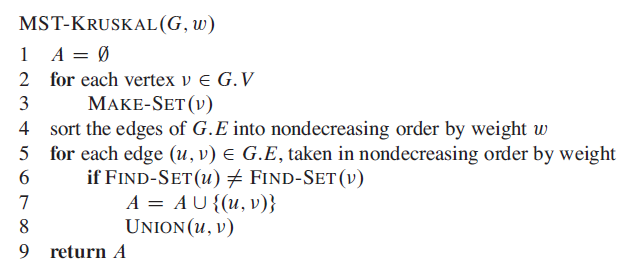 MST-KRUSKAL(G, w)
1 A = ∅
2 for each vertex v ∈ G.V
3 MAKE-SET(v)
4 sort the edges of G.E into nondecreasing order by weight w
5 for each edge (u, v) ∈ G.E, taken in nondecreasing order by weight
6 if FIND-SET(u) ≠ FIND-SET(v)
7 A = A ∪ {(u, v)}
8 UNION(u, v)
9 return A